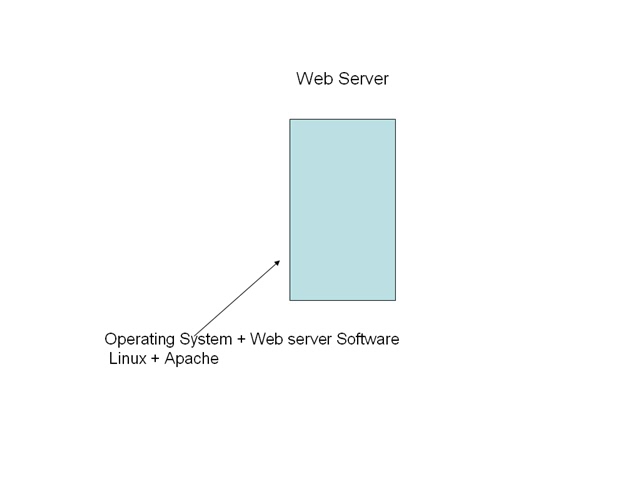 Web Server
Operating System + Web server Software
Linux + Apache